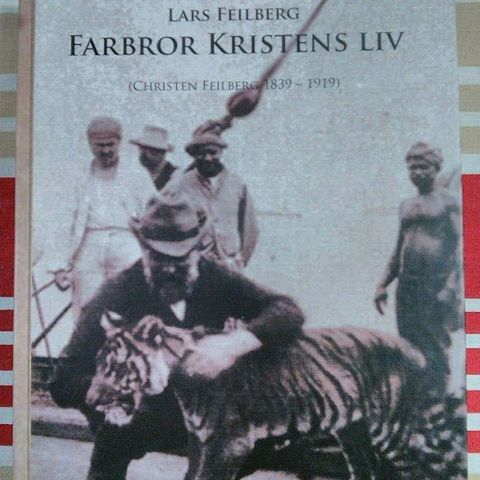 Lars Feilberg
Farbror Kristens liv
(Christen Feilberg 1839 – 1919)